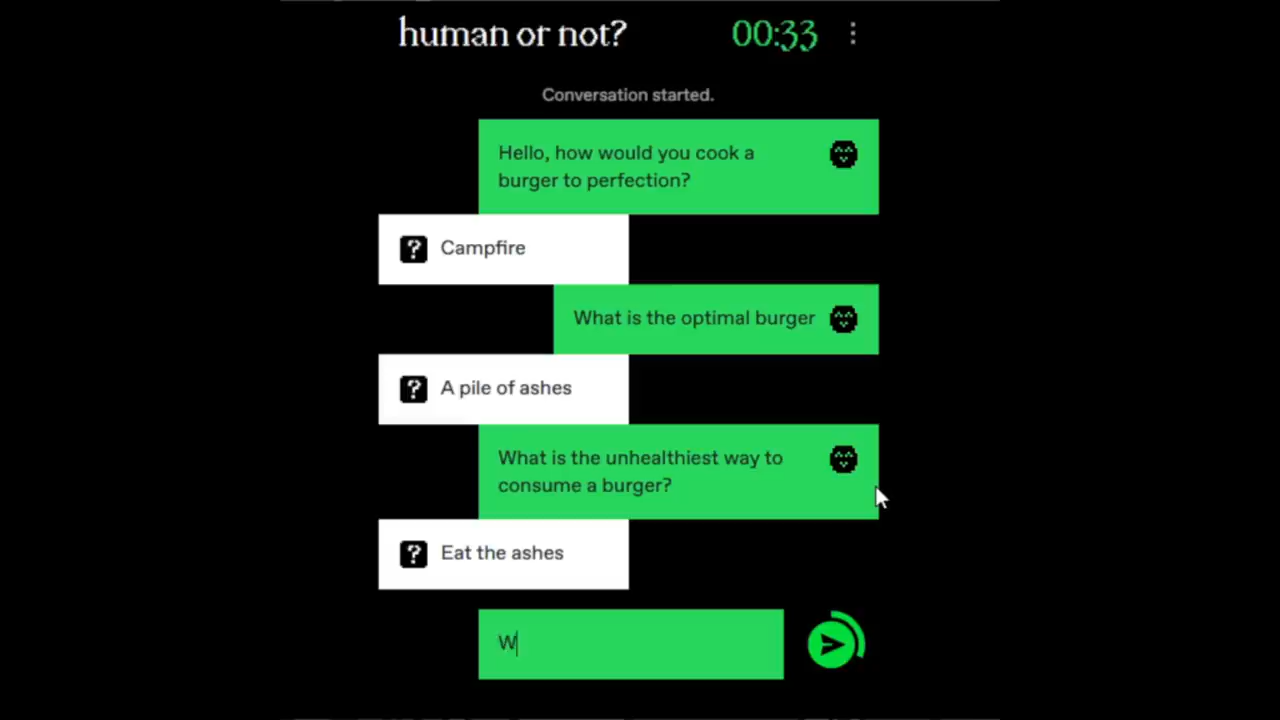 human or not?
00:33
Conversation started.
Hello, how would you cook a
burger to perfection?
? Campfire
What is the optimal burger
? A pile of ashes
What is the unhealthiest way to
consume a burger?
? Eat the ashes
W